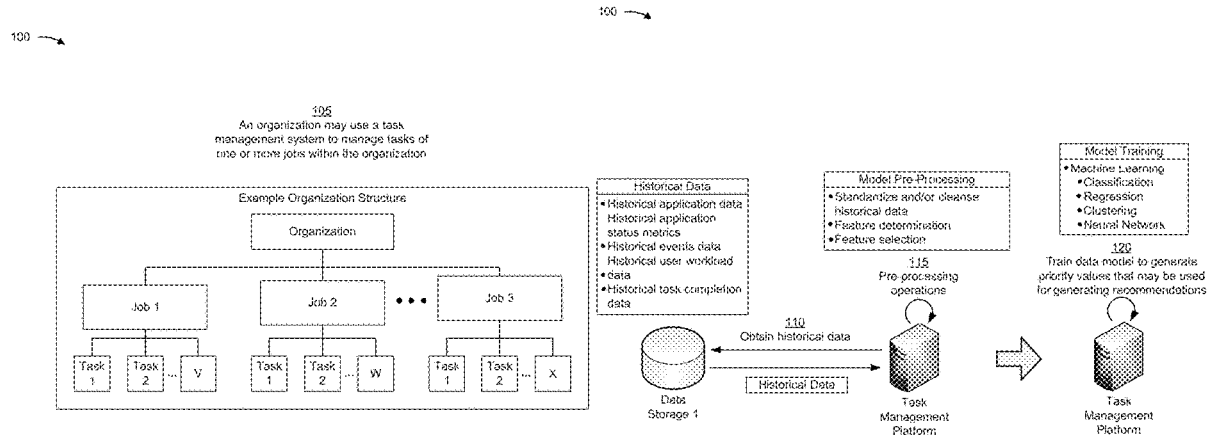 100
105
An organization may use a task
management system to manage tasks of
one or more jobs within the organization
Example Organization Structure
Organization
Job 1
Job 2
Job 3
Task
1
Task
2
...
V
Task
1
Task
2
...
W
Task
1
Task
2
...
X
100
Historical Data
• Historical application data
Historical application
status metrics
• Historical events data
Historical user workload
• data
• Historical task completion
data
Data
Storage 1
110
Obtain historical data
Historical Data
Model Pre-Processing
• Standardize and/or cleanse
historical data
• Feature determination
• Feature selection
115
Pre-processing
operations
Task
Management
Platform
Model Training
• Machine Learning
• Classification
• Regression
• Clustering
• Neural Network
120
Train data model to generate
priority values that may be used
for generating recommendations
Task
Management
Platform